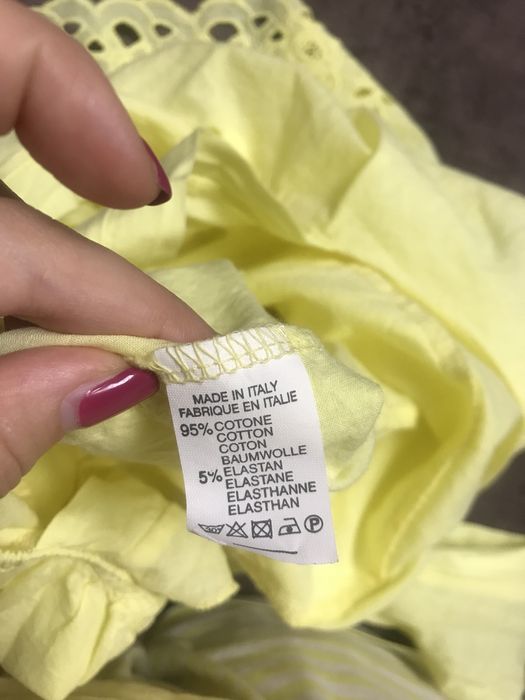 MADE IN ITALY
FABRIQUE EN ITALIE
95% COTONE
COTTON
COTON
BAUMWOLLE
5% ELASTAN
ELASTANE
ELASTHANNE
ELASTHAN
P